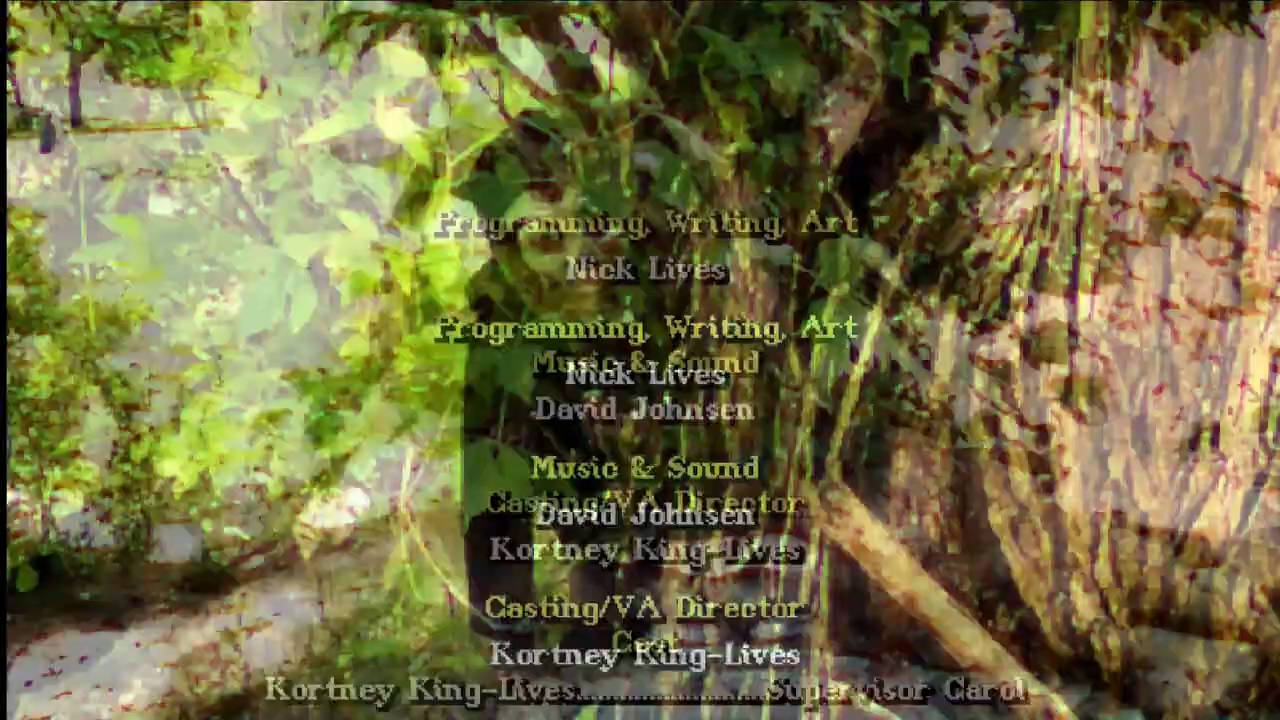 Programming, Writing, Art
Nick Lives
Programming, Writing, Art
Music & Sound
Nick Lives
David Johnsen
Music & Sound
Casting/VA Director
David Johnsen
Kortney King-Lives
Casting/VA Director
Cast
Kortney King-Lives
Kortney King-Lives........................Supervisor Carol